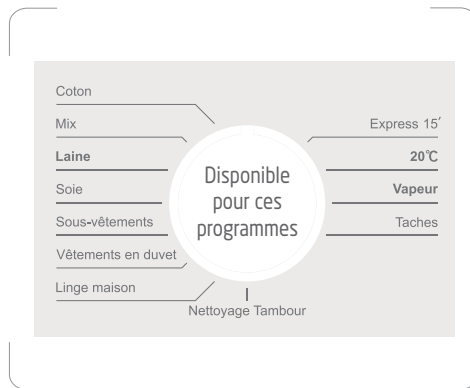 Coton
Mix
Laine
Soie
Sous-vêtements
Vêtements en duvet
Linge maison
Disponible
pour ces
programmes
Express 15′
20℃
Vapeur
Taches
Nettoyage Tambour